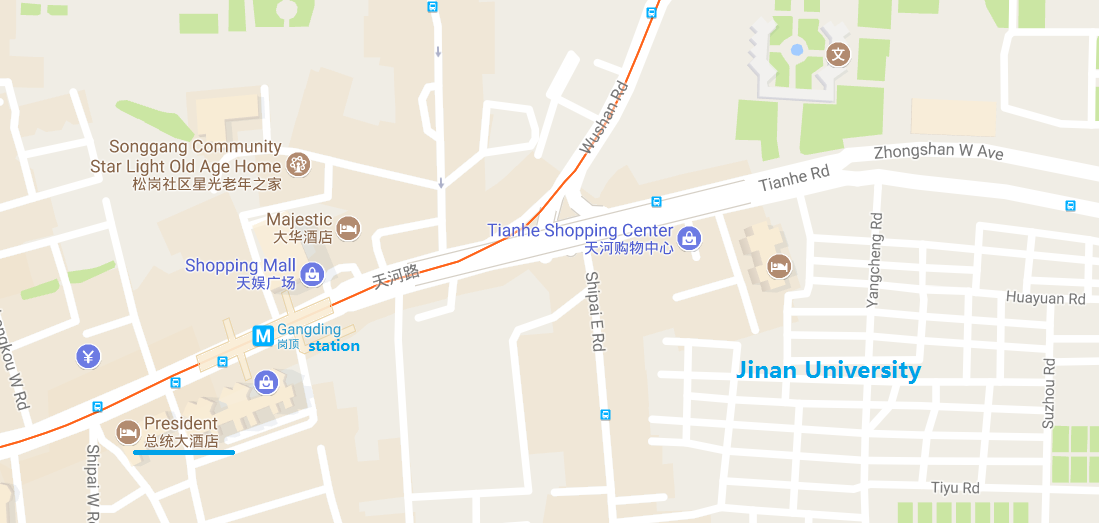 Wushan Rd
文
Zhongshan W Ave
Songgang Community
Star Light Old Age Home
松岗社区星光老年之家
Tianhe Rd
Majestic
大华酒店
Tianhe Shopping Center
天河购物中心
Yangcheng Rd
Shopping Mall
天娱广场
天河路
Huayuan Rd
Shipai E Rd
M
Gangding
岗顶
station
¥
Jinan University
Suzhou Rd
President
总统大酒店
Shipai W Rd
Tiyu Rd